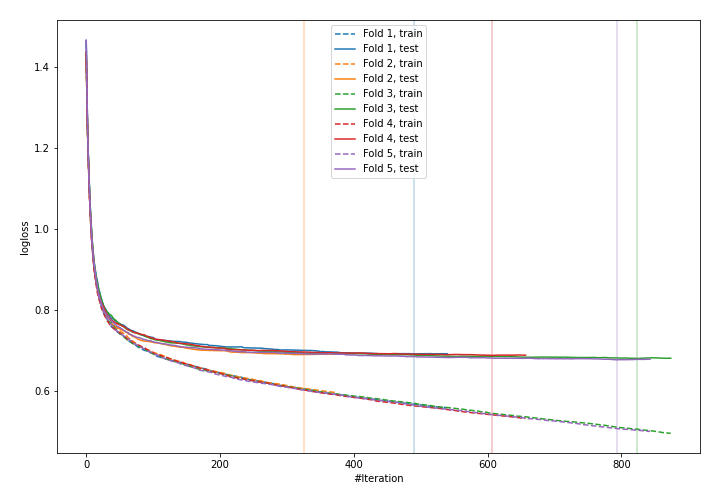 Fold 1, train
Fold 1, test
Fold 2, train
Fold 2, test
Fold 3, train
Fold 3, test
Fold 4, train
Fold 4, test
Fold 5, train
Fold 5, test
1.4
1.2
1.0
0.8
0.6
logloss
0 200 400 600 800
#Iteration